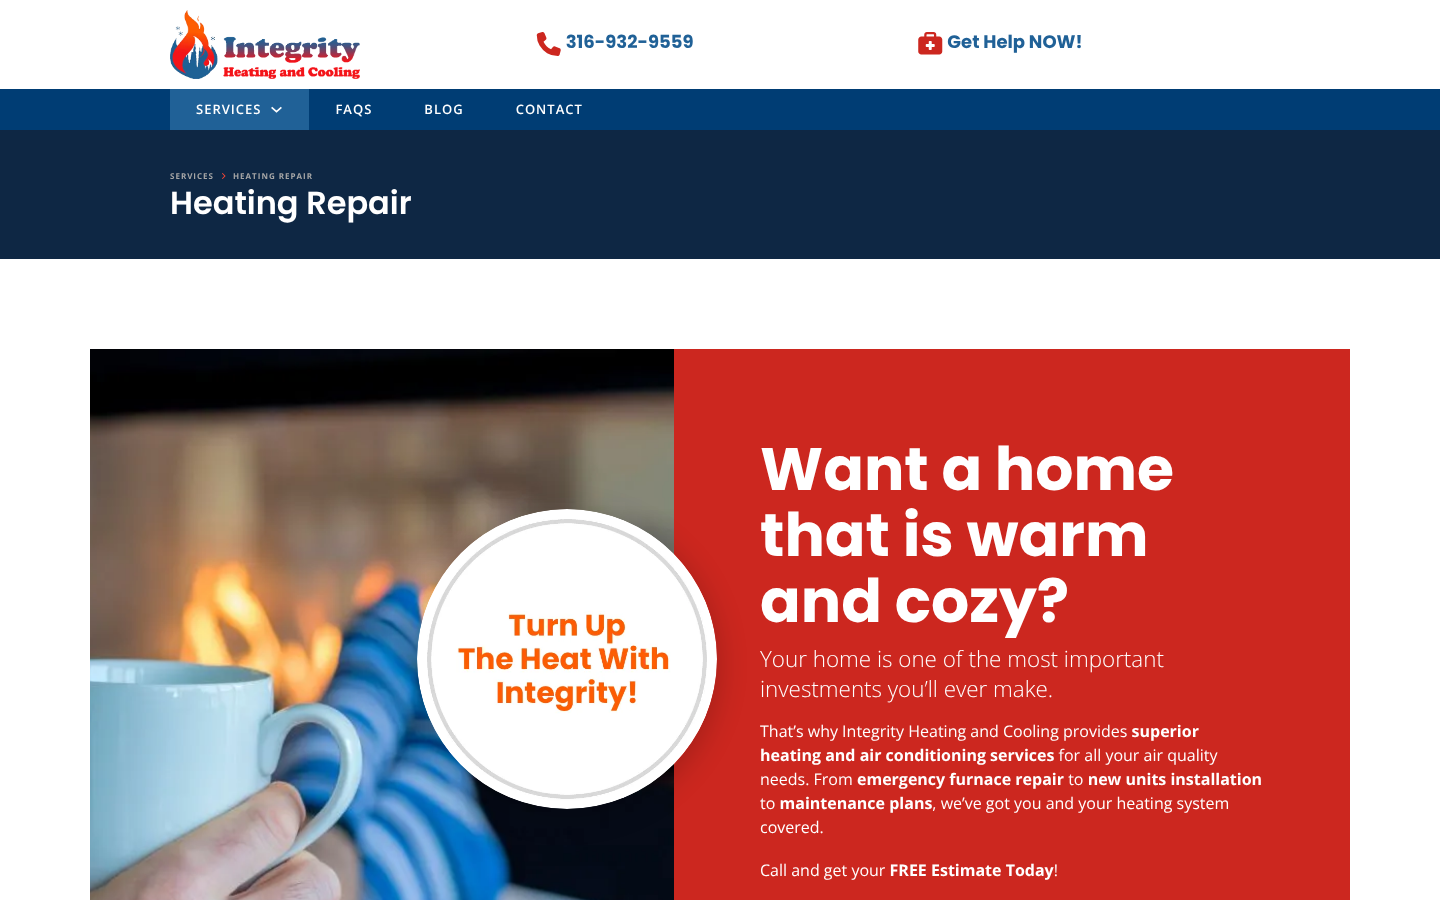 Integrity
Heating and Cooling
316-932-9559
Get Help NOW!
SERVICES
FAQS
BLOG
CONTACT
SERVICES
HEATING REPAIR
Heating Repair
Turn Up
The Heat With
Integrity!
Want a home
that is warm
and cozy?
Your home is one of the most important
investments you’ll ever make.
That’s why Integrity Heating and Cooling provides superior
heating and air conditioning services for all your air quality
needs. From emergency furnace repair to new units installation
to maintenance plans, we’ve got you and your heating system
covered.
Call and get your FREE Estimate Today!